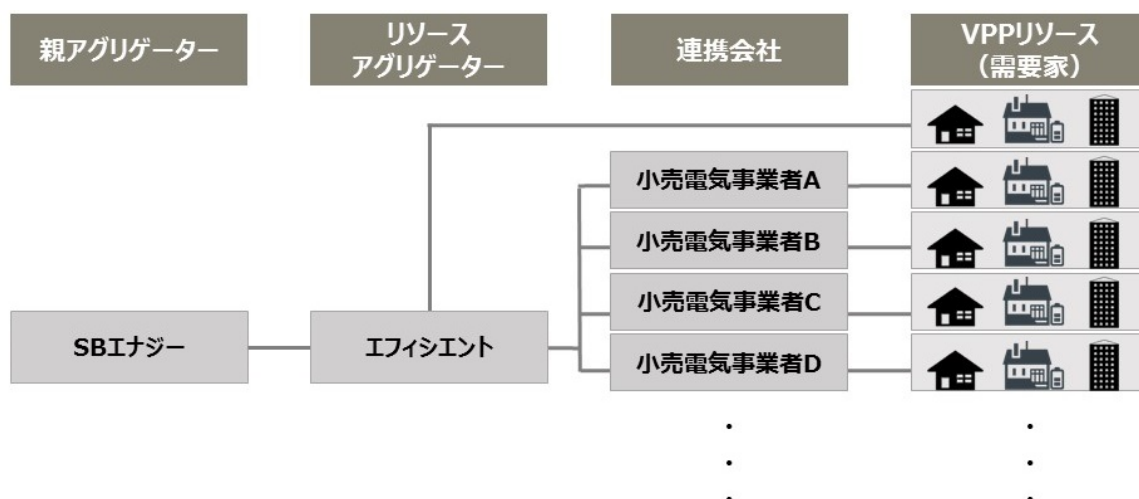 親アグリゲーター
リソース
アグリゲーター
連携会社
VPPリソース
(需要家)
小売電気事業者A
小売電気事業者B
小売電気事業者C
SBエナジー
エフィシエント
小売電気事業者D